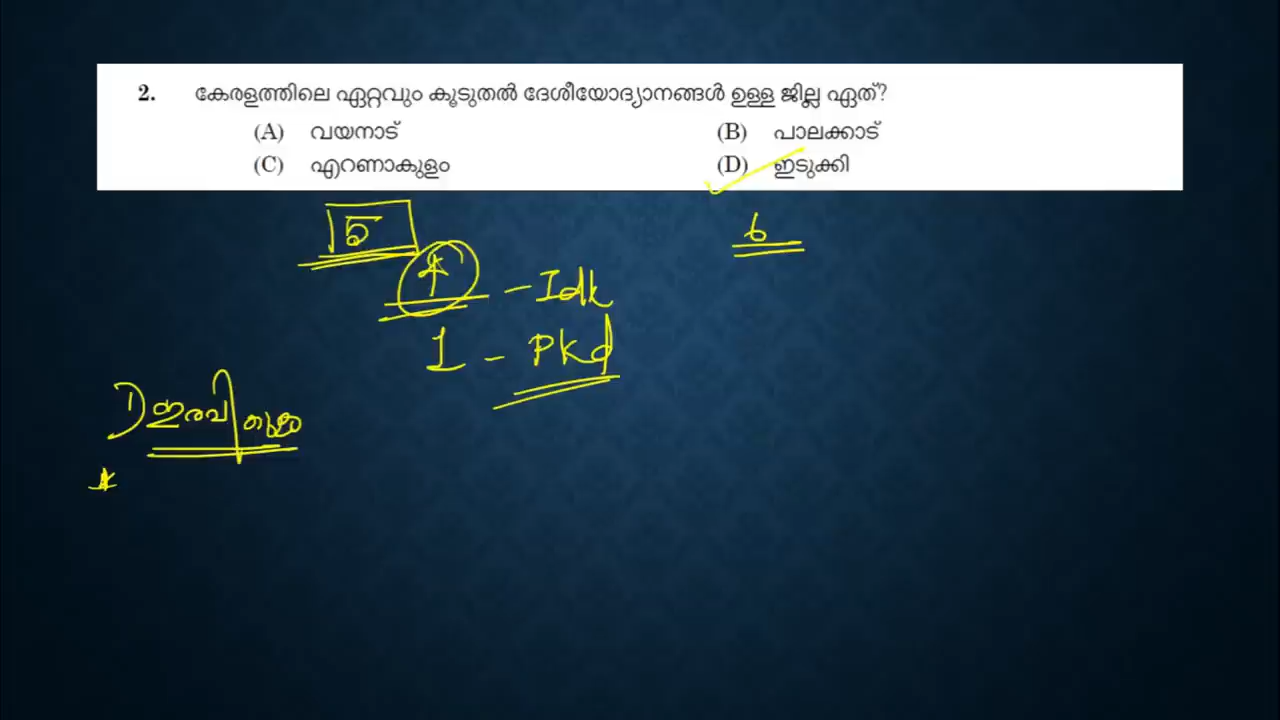 2. കേരളത്തിലെ ഏറ്റവും കൂടുതൽ ദേശീയോദ്യാനങ്ങൾ ഉള്ള ജില്ല ഏത്?
(A) വയനാട് (B) പാലക്കാട്
(C) എറണാകുളം (D) ഇടുക്കി
5 6
4 - Idk
1 - Pkd
1) ഇരവി